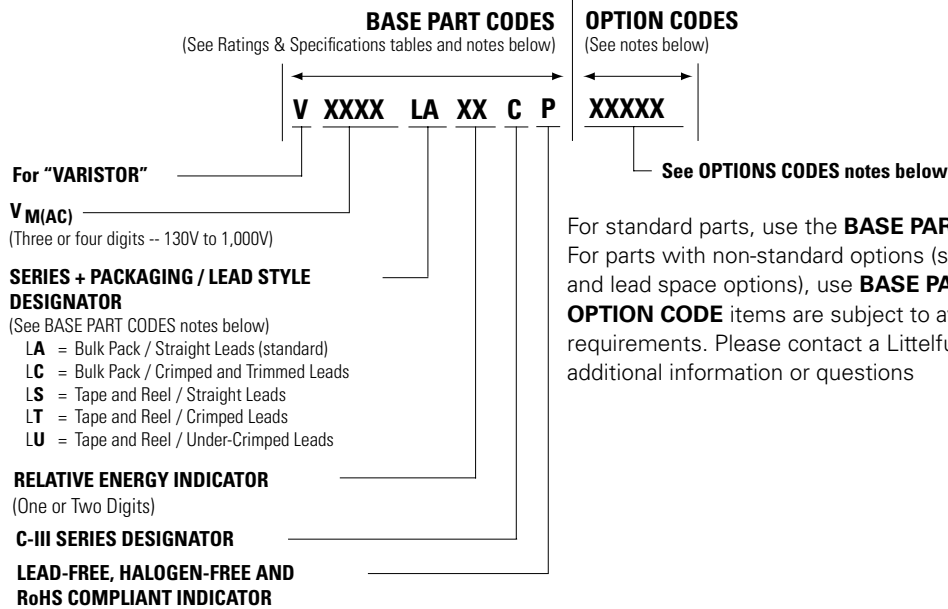 BASE PART CODES
(See Ratings & Specifications tables and notes below)
OPTION CODES
(See notes below)
V XXXX LA XX C P XXXXX
For "VARISTOR"
See OPTIONS CODES notes below
VM(AC)
(Three or four digits -- 130V to 1,000V)
SERIES + PACKAGING / LEAD STYLE
DESIGNATOR
(See BASE PART CODES notes below)
LA = Bulk Pack / Straight Leads (standard)
LC = Bulk Pack / Crimped and Trimmed Leads
LS = Tape and Reel / Straight Leads
LT = Tape and Reel / Crimped Leads
LU = Tape and Reel / Under-Crimped Leads
RELATIVE ENERGY INDICATOR
(One or Two Digits)
C-III SERIES DESIGNATOR
LEAD-FREE, HALOGEN-FREE AND
RoHS COMPLIANT INDICATOR
For standard parts, use the BASE PAR
For parts with non-standard options (s
and lead space options), use BASE PA
OPTION CODE items are subject to a
requirements. Please contact a Littelfu
additional information or questions